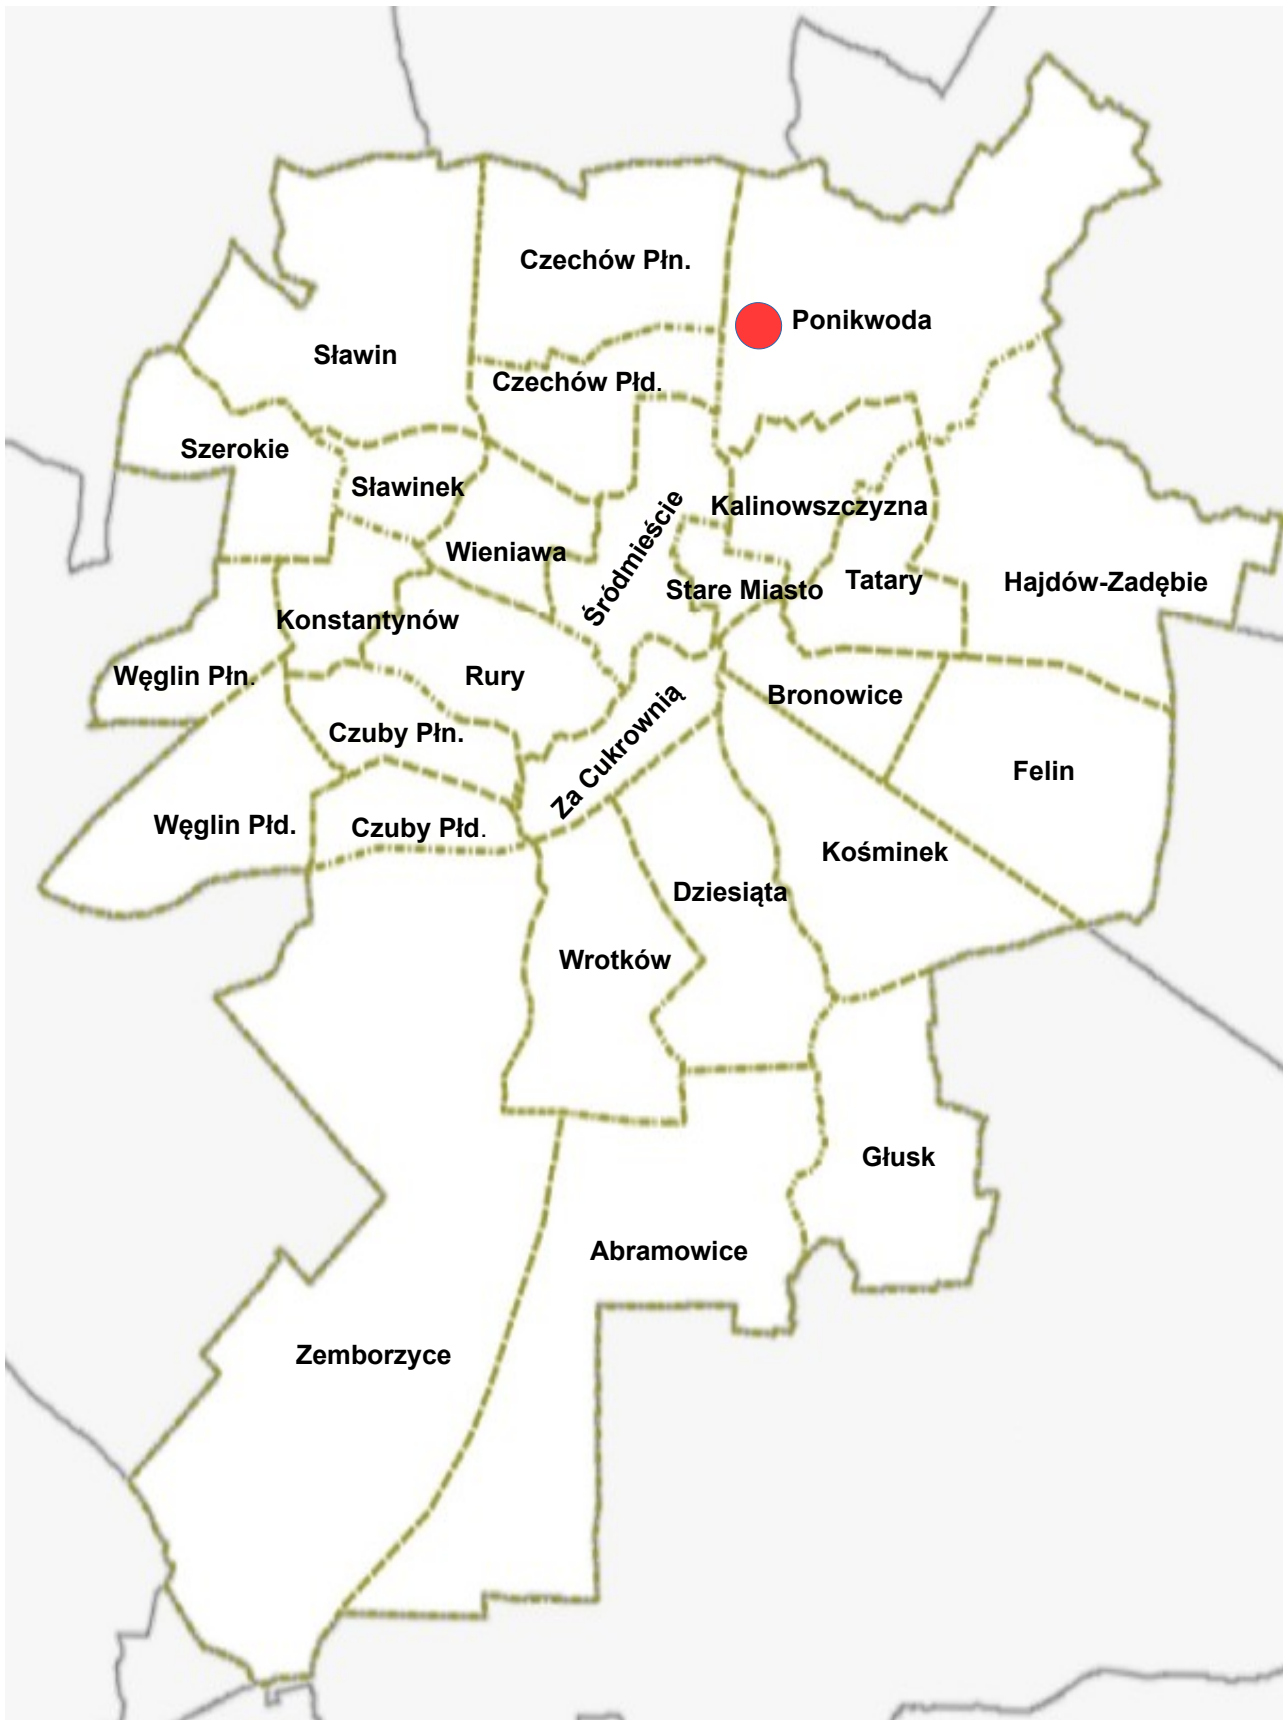 Czechów Płn.
Ponikwoda
Sławin
Czechów Płd.
Szerokie
Sławinek
Kalinowszczyzna
Wieniawa
Śródmieście
Stare Miasto
Tatary
Hajdów-Zadębie
Konstantynów
Węglin Płn.
Rury
Bronowice
Czuby Płn.
Za Cukrownią
Felin
Węglin Płd.
Czuby Płd.
Kośminek
Dziesiąta
Wrotków
Głusk
Abramowice
Zemborzyce